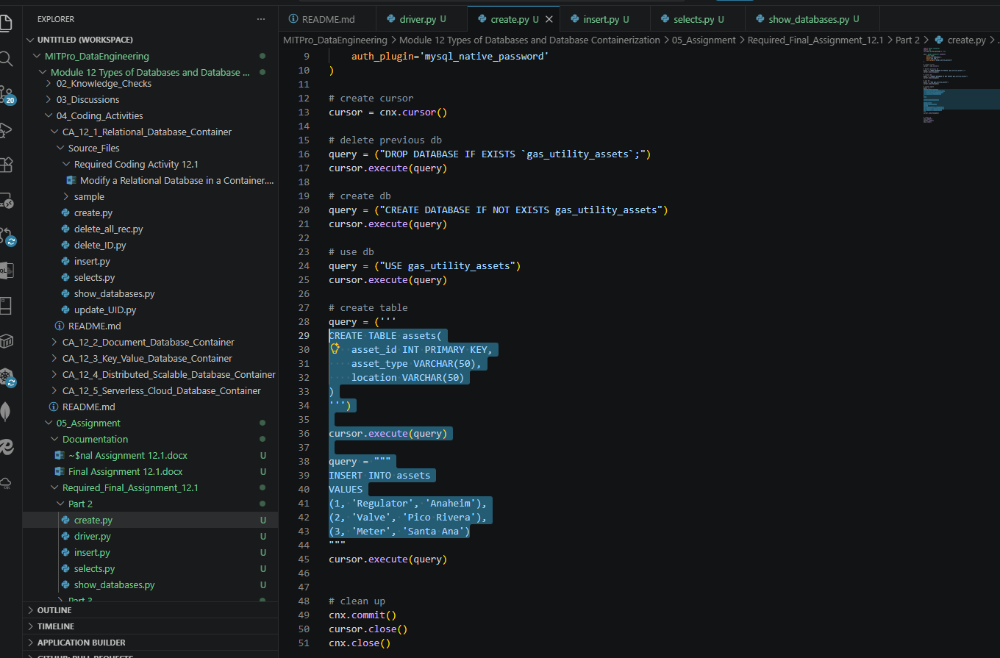 EXPLORER
...
UNTITLED (WORKSPACE)
MITPro_DataEngineering
Module 12 Types of Databases and Database ...
02_Knowledge_Checks
03_Discussions
04_Coding_Activities
CA_12_1_Relational_Database_Container
Source_Files
Required Coding Activity 12.1
Modify a Relational Database in a Container....
sample
create.py
delete_all_rec.py
delete_ID.py
insert.py
selects.py
show_databases.py
update_UID.py
README.md
CA_12_2_Document_Database_Container
CA_12_3_Key_Value_Database_Container
CA_12_4_Distributed_Scalable_Database_Container
CA_12_5_Serverless_Cloud_Database_Container
README.md
05_Assignment
Documentation
~$nal Assignment 12.1.docx U
Final Assignment 12.1.docx U
Required_Final_Assignment_12.1
Part 2
create.py U
driver.py U
insert.py U
selects.py U
show_databases.py U
Part 3
OUTLINE
TIMELINE
APPLICATION BUILDER
GITHUB: PULL REQUESTS
20
README.md
driver.py U
create.py U
insert.py U
selects.py U
show_databases.py U
MITPro_DataEngineering > Module 12 Types of Databases and Database Containerization > 05_Assignment > Required_Final_Assignment_12.1 > Part 2 > create.py > .
9 auth_plugin='mysql_native_password'
10 )
11
12 # create cursor
13 cursor = cnx.cursor()
14
15 # delete previous db
16 query = ("DROP DATABASE IF EXISTS `gas_utility_assets`;")
17 cursor.execute(query)
18
19 # create db
20 query = ("CREATE DATABASE IF NOT EXISTS gas_utility_assets")
21 cursor.execute(query)
22
23 # use db
24 query = ("USE gas_utility_assets")
25 cursor.execute(query)
26
27 # create table
28 query = ('''
29 CREATE TABLE assets(
30 asset_id INT PRIMARY KEY,
31 asset_type VARCHAR(50),
32 location VARCHAR(50)
33 )
34 ''')
35
36 cursor.execute(query)
37
38 query = """
39 INSERT INTO assets
40 VALUES
41 (1, 'Regulator', 'Anaheim'),
42 (2, 'Valve', 'Pico Rivera'),
43 (3, 'Meter', 'Santa Ana')
44 """
45 cursor.execute(query)
46
47
48 # clean up
49 cnx.commit()
50 cursor.close()
51 cnx.close()